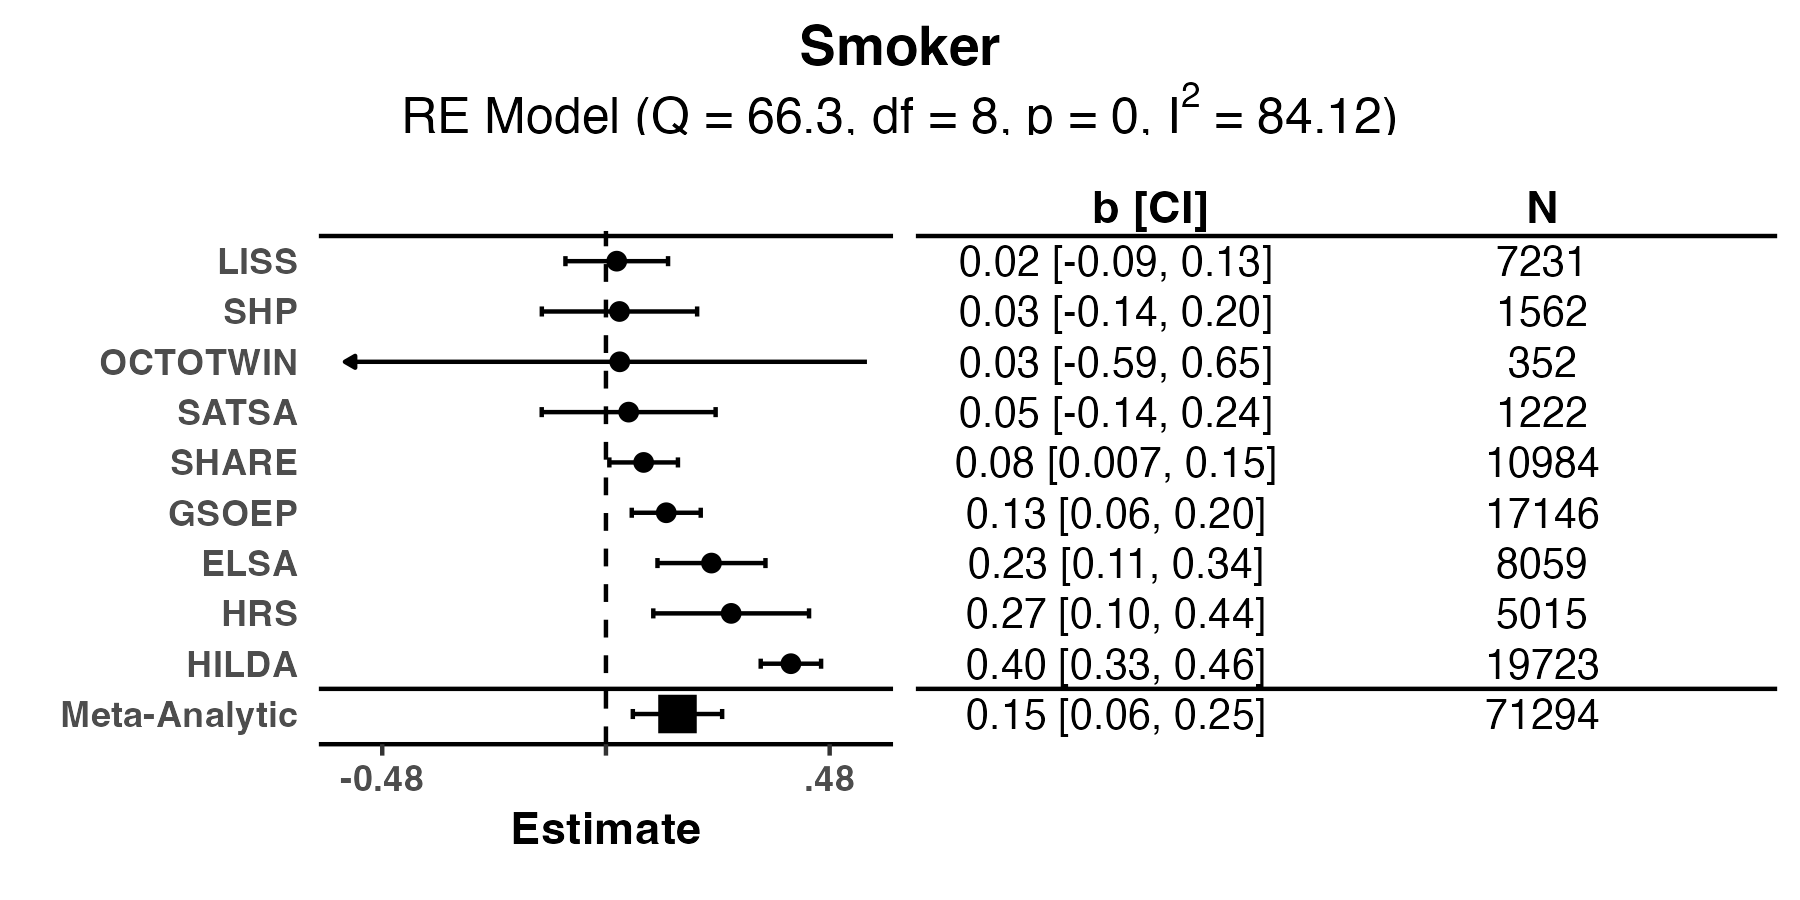 Smoker
RE Model (Q = 66.3, df = 8, p = 0, I² = 84.12)
b [CI] N
LISS 0.02 [-0.09, 0.13] 7231
SHP 0.03 [-0.14, 0.20] 1562
OCTOTWIN 0.03 [-0.59, 0.65] 352
SATSA 0.05 [-0.14, 0.24] 1222
SHARE 0.08 [0.007, 0.15] 10984
GSOEP 0.13 [0.06, 0.20] 17146
ELSA 0.23 [0.11, 0.34] 8059
HRS 0.27 [0.10, 0.44] 5015
HILDA 0.40 [0.33, 0.46] 19723
Meta-Analytic 0.15 [0.06, 0.25] 71294
-0.48 .48
Estimate